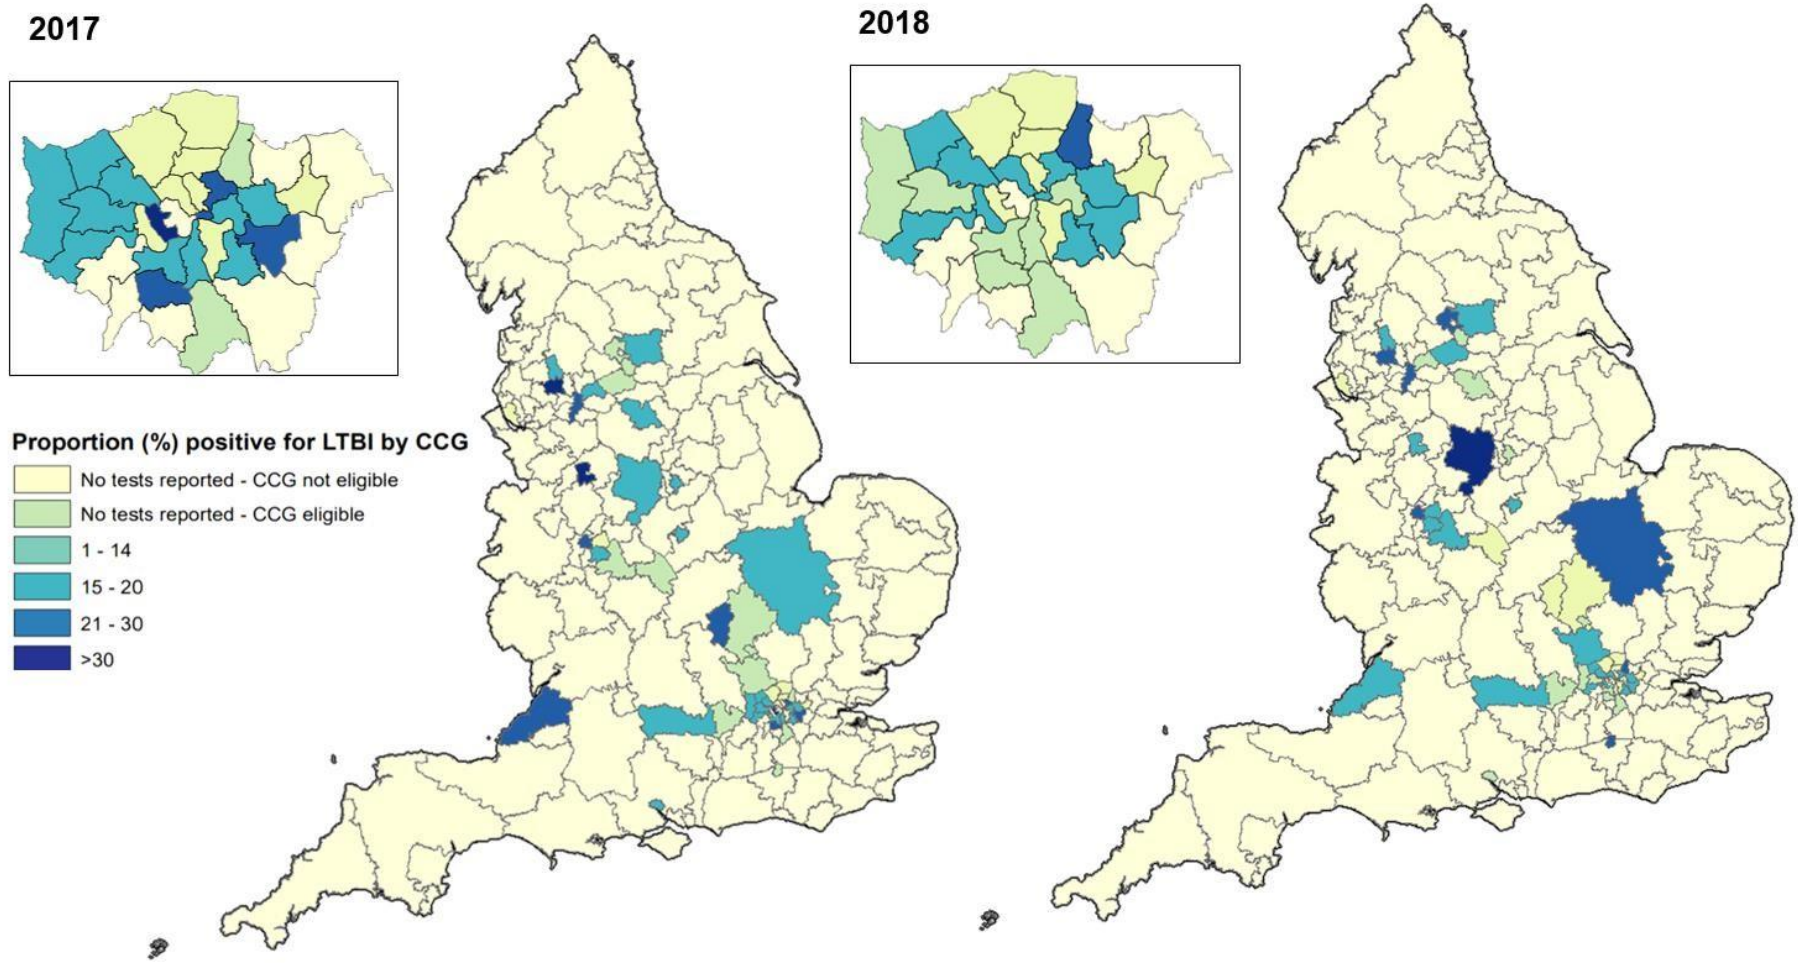 2017
2018
Proportion (%) positive for LTBI by CCG
No tests reported - CCG not eligible
No tests reported - CCG eligible
1 - 14
15 - 20
21 - 30
>30